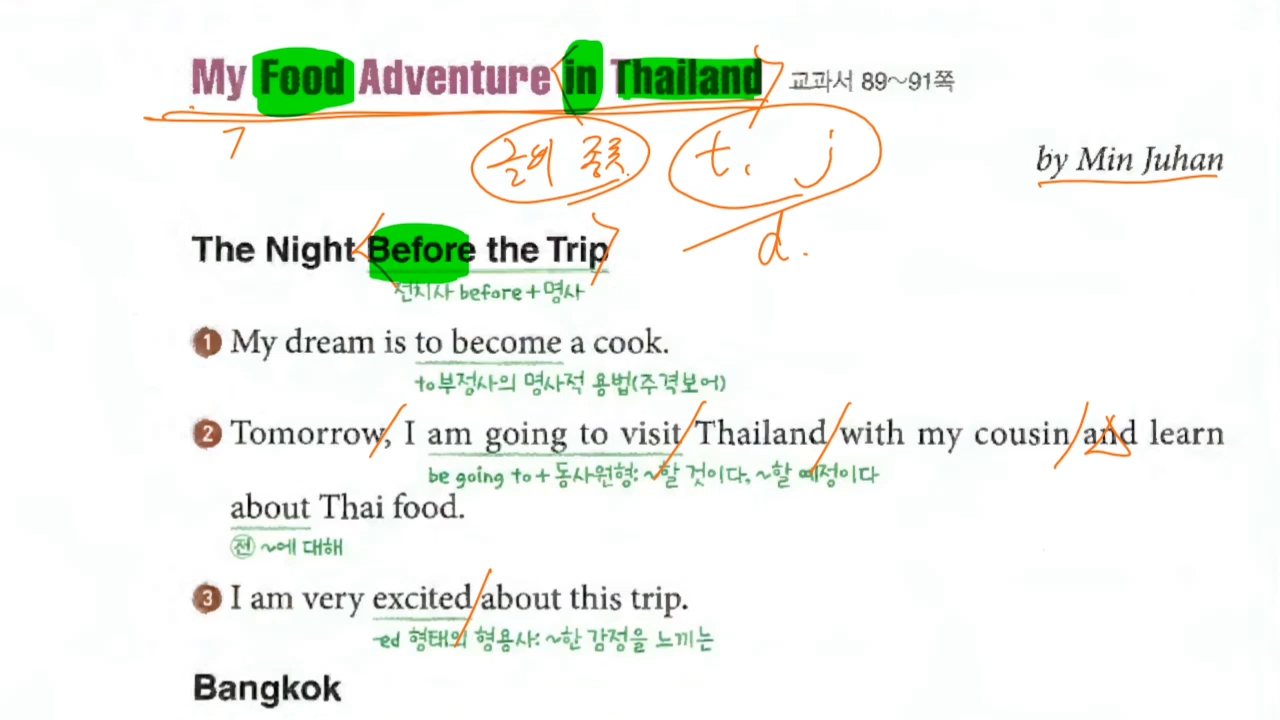 My Food Adventure in Thailand 교과서 89~91쪽
7
글의 종류 t. j
by Min Juhan
d.
The Night Before the Trip
전치사 before + 명사
1 My dream is to become a cook.
to부정사의 명사적 용법(주격보어)
2 Tomorrow, I am going to visit Thailand with my cousin and learn
be going to + 동사원형: ~할 것이다, ~할 예정이다
about Thai food.
전 ~에 대해
3 I am very excited about this trip.
-ed 형태의 형용사: ~한 감정을 느끼는
Bangkok